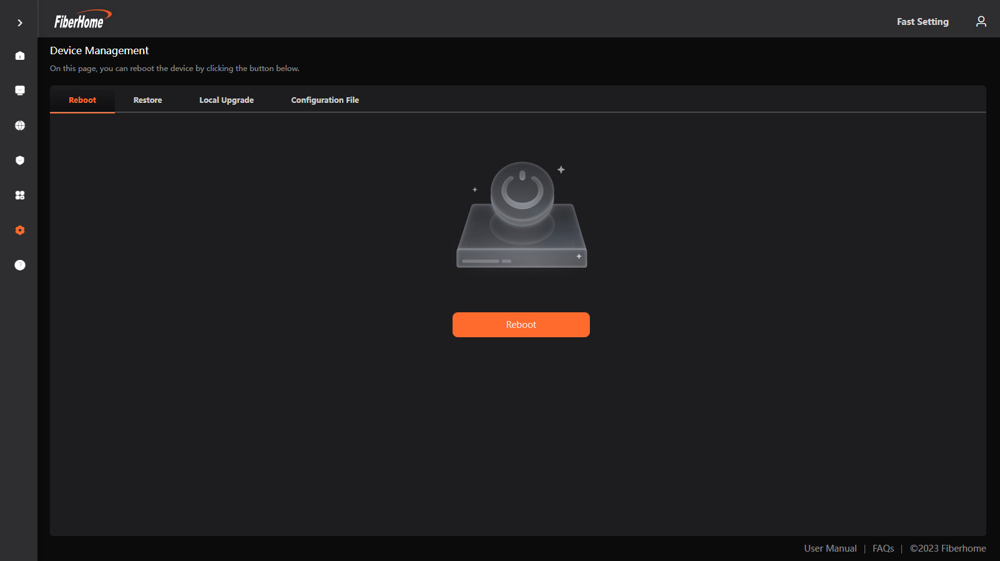 FiberHome
Fast Setting
Device Management
On this page, you can reboot the device by clicking the button below.
Reboot Restore Local Upgrade Configuration File
Reboot
User Manual | FAQs | ©2023 Fiberhome